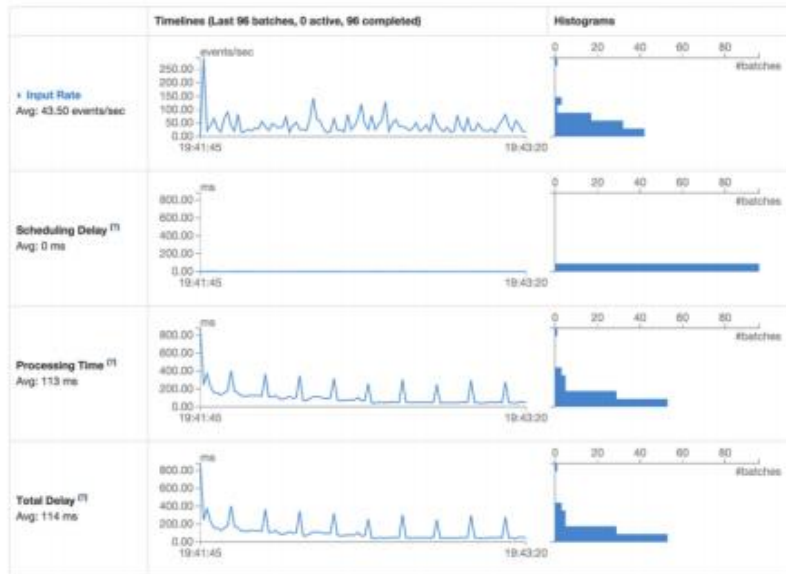 Timelines (Last 96 batches, 0 active, 96 completed)
Histograms
Input Rate
Avg: 43.50 events/sec
events/sec
250.00
200.00
150.00
100.00
50.00
0.00
19:41:45
19:43:20
0 20 40 60 80
#batches
Scheduling Delay [?]
Avg: 0 ms
ms
800.00
600.00
400.00
200.00
0.00
19:41:45
19:43:20
0 20 40 60 80
#batches
Processing Time [?]
Avg: 113 ms
ms
800.00
600.00
400.00
200.00
0.00
19:41:45
19:43:20
0 20 40 60 80
#batches
Total Delay [?]
Avg: 114 ms
ms
800.00
600.00
400.00
200.00
0.00
19:41:45
19:43:20
0 20 40 60 80
#batches